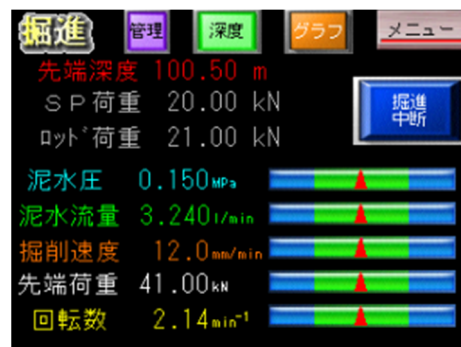 掘進 管理 深度 グラフ メニュー
先端深度 100.50 m
ＳＰ荷重 20.00 kN
ﾛｯﾄﾞ荷重 21.00 kN
掘進
中断
泥水圧 0.150MPa
泥水流量 3.240l/min
掘削速度 12.0mm/min
先端荷重 41.00kN
回転数 2.14min⁻¹